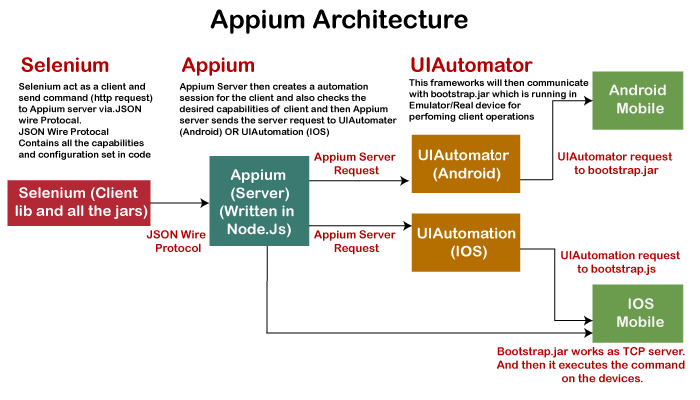 Appium Architecture
Selenium
Selenium act as a client and
send command (http request)
to Appium server via.JSON
wire Protocal.
JSON Wire Protocal
Contains all the capabilities
and configuration set in code
Appium
Appium Server then creates a automation
session for the client and also checks the
desired capabilities of client and then Appium
server sends the server request to UIAutomater
(Android) OR UIAutomation (IOS)
UIAutomator
This frameworks will then communicate
with bootstrap.jar which is running in
Emulator/Real device for
perfoming client operations
Android
Mobile
Selenium (Client
lib and all the jars)
JSON Wire
Protocol
Appium
(Server)
(Written in
Node.Js)
Appium Server
Request
UIAutomator
(Android)
UIAutomator request
to bootstrap.jar
Appium Server
Request
UIAutomation
(IOS)
UIAutomation request
to bootstrap.js
IOS
Mobile
Bootstrap.jar works as TCP server.
And then it executes the command
on the devices.